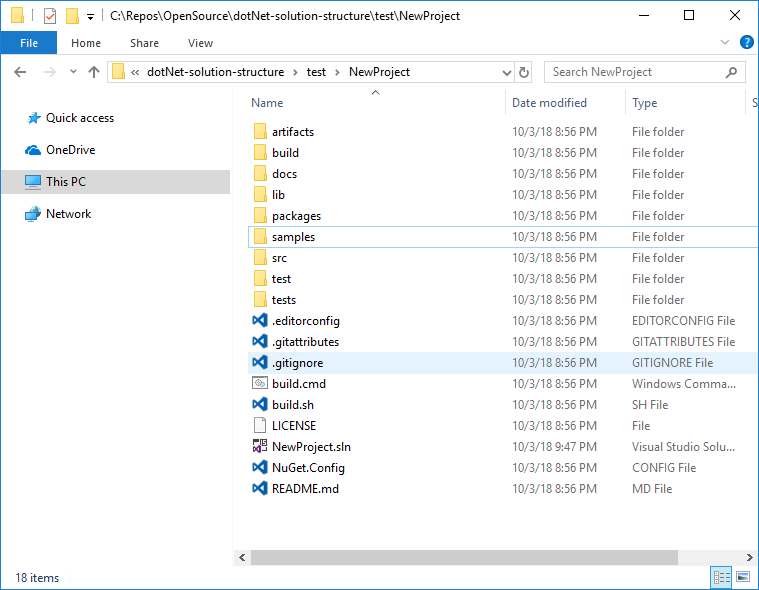 C:\Repos\OpenSource\dotNet-solution-structure\test\NewProject
File Home Share View
« dotNet-solution-structure > test > NewProject Search NewProject
Name Date modified Type S
Quick access
OneDrive
This PC
Network
artifacts 10/3/18 8:56 PM File folder
build 10/3/18 8:56 PM File folder
docs 10/3/18 8:56 PM File folder
lib 10/3/18 8:56 PM File folder
packages 10/3/18 8:56 PM File folder
samples 10/3/18 8:56 PM File folder
src 10/3/18 8:56 PM File folder
test 10/3/18 8:56 PM File folder
tests 10/3/18 8:56 PM File folder
.editorconfig 10/3/18 8:56 PM EDITORCONFIG File
.gitattributes 10/3/18 8:56 PM GITATTRIBUTES File
.gitignore 10/3/18 8:56 PM GITIGNORE File
build.cmd 10/3/18 8:56 PM Windows Comma...
build.sh 10/3/18 8:56 PM SH File
LICENSE 10/3/18 8:56 PM File
NewProject.sln 10/3/18 9:47 PM Visual Studio Solu...
NuGet.Config 10/3/18 8:56 PM CONFIG File
README.md 10/3/18 8:56 PM MD File
18 items